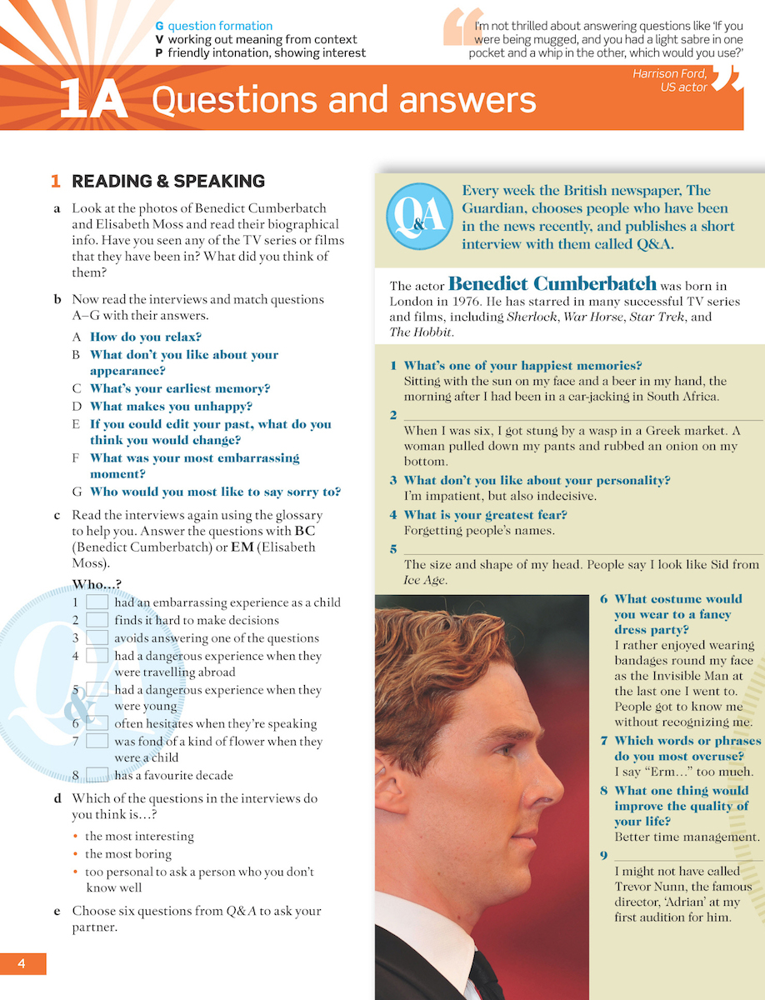 G question formation
V working out meaning from context
P friendly intonation, showing interest
“I'm not thrilled about answering questions like ‘If you
were being mugged, and you had a light sabre in one
pocket and a whip in the other, which would you use?’
Harrison Ford,
US actor ”
1A Questions and answers
1 READING & SPEAKING
a Look at the photos of Benedict Cumberbatch
and Elisabeth Moss and read their biographical
info. Have you seen any of the TV series or films
that they have been in? What did you think of
them?
b Now read the interviews and match questions
A–G with their answers.
A How do you relax?
B What don't you like about your
appearance?
C What's your earliest memory?
D What makes you unhappy?
E If you could edit your past, what do you
think you would change?
F What was your most embarrassing
moment?
G Who would you most like to say sorry to?
c Read the interviews again using the glossary
to help you. Answer the questions with BC
(Benedict Cumberbatch) or EM (Elisabeth
Moss).
Who...?
1 had an embarrassing experience as a child
2 finds it hard to make decisions
3 avoids answering one of the questions
4 had a dangerous experience when they
were travelling abroad
5 had a dangerous experience when they
were young
6 often hesitates when they're speaking
7 was fond of a kind of flower when they
were a child
8 has a favourite decade
Q&A
d Which of the questions in the interviews do
you think is...?
• the most interesting
• the most boring
• too personal to ask a person who you don't
know well
e Choose six questions from Q&A to ask your
partner.
4
Q&A
Every week the British newspaper, The
Guardian, chooses people who have been
in the news recently, and publishes a short
interview with them called Q&A.
The actor Benedict Cumberbatch was born in
London in 1976. He has starred in many successful TV series
and films, including Sherlock, War Horse, Star Trek, and
The Hobbit.
1 What's one of your happiest memories?
Sitting with the sun on my face and a beer in my hand, the
morning after I had been in a car-jacking in South Africa.
2
When I was six, I got stung by a wasp in a Greek market. A
woman pulled down my pants and rubbed an onion on my
bottom.
3 What don't you like about your personality?
I'm impatient, but also indecisive.
4 What is your greatest fear?
Forgetting people's names.
5
The size and shape of my head. People say I look like Sid from
Ice Age.
6 What costume would
you wear to a fancy
dress party?
I rather enjoyed wearing
bandages round my face
as the Invisible Man at
the last one I went to.
People got to know me
without recognizing me.
7 Which words or phrases
do you most overuse?
I say “Erm...” too much.
8 What one thing would
improve the quality of
your life?
Better time management.
9
I might not have called
Trevor Nunn, the famous
director, ‘Adrian’ at my
first audition for him.